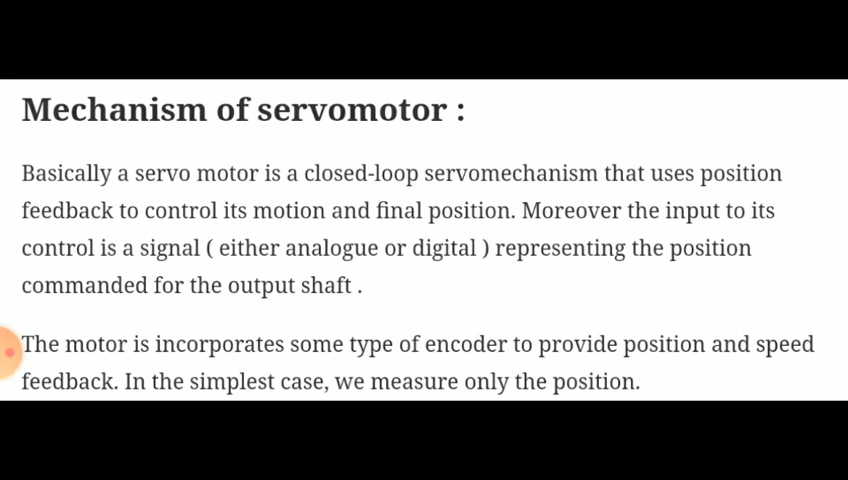 Mechanism of servomotor :
Basically a servo motor is a closed-loop servomechanism that uses position
feedback to control its motion and final position. Moreover the input to its
control is a signal ( either analogue or digital ) representing the position
commanded for the output shaft .
The motor is incorporates some type of encoder to provide position and speed
feedback. In the simplest case, we measure only the position.